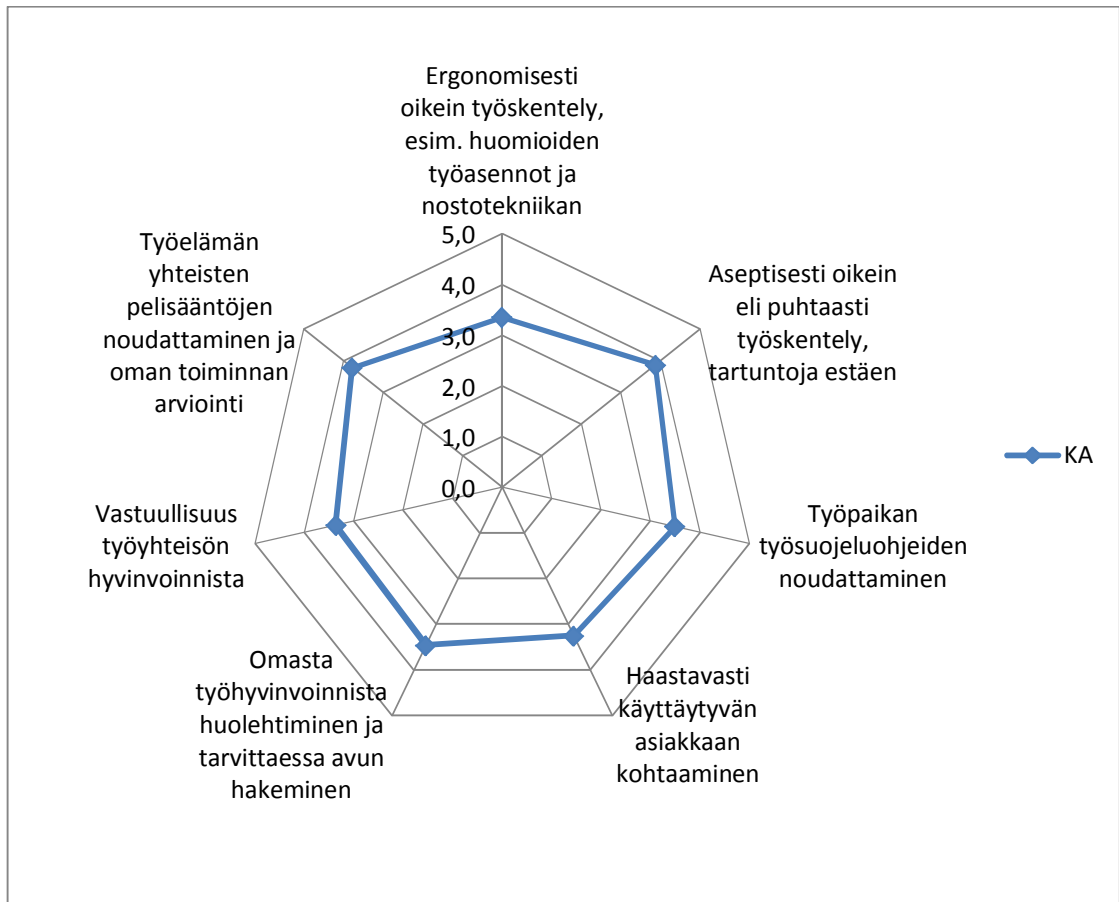 Ergonomisesti
oikein työskentely,
esim. huomioiden
työasennot ja
nostotekniikan
Aseptisesti oikein
eli puhtaasti
työskentely,
tartuntoja estäen
Työpaikan
työsuojeluohjeiden
noudattaminen
Haastavasti
käyttäytyvän
asiakkaan
kohtaaminen
Omasta
työhyvinvoinnista
huolehtiminen ja
tarvittaessa avun
hakeminen
Vastuullisuus
työyhteisön
hyvinvoinnista
Työelämän
yhteisten
pelisääntöjen
noudattaminen ja
oman toiminnan
arviointi
5,0
4,0
3,0
2,0
1,0
0,0
KA